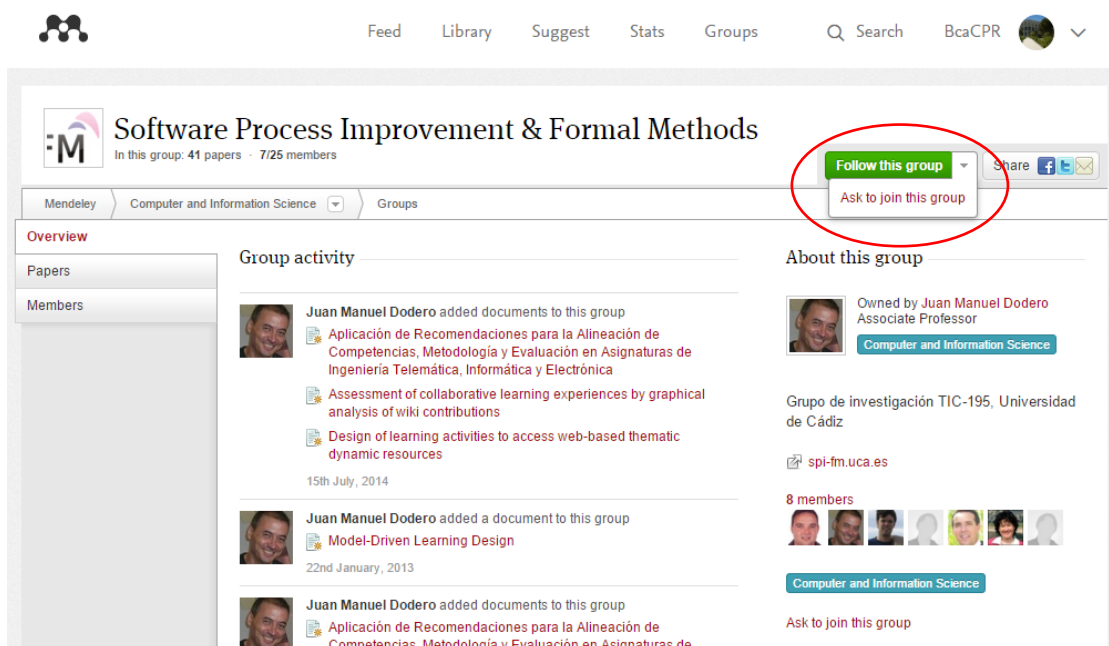 Feed Library Suggest Stats Groups Search BcaCPR
:M
Software Process Improvement & Formal Methods
In this group: 41 papers · 7/25 members
Follow this group
Share
Ask to join this group
Mendeley Computer and Information Science Groups
Overview
Papers
Members
Group activity
Juan Manuel Dodero added documents to this group
Aplicación de Recomendaciones para la Alineación de
Competencias, Metodología y Evaluación en Asignaturas de
Ingeniería Telemática, Informática y Electrónica
Assessment of collaborative learning experiences by graphical
analysis of wiki contributions
Design of learning activities to access web-based thematic
dynamic resources
15th July, 2014
Juan Manuel Dodero added a document to this group
Model-Driven Learning Design
22nd January, 2013
Juan Manuel Dodero added documents to this group
Aplicación de Recomendaciones para la Alineación de
Competencias, Metodología y Evaluación en Asignaturas de
About this group
Owned by Juan Manuel Dodero
Associate Professor
Computer and Information Science
Grupo de investigación TIC-195, Universidad
de Cádiz
spi-fm.uca.es
8 members
Computer and Information Science
Ask to join this group